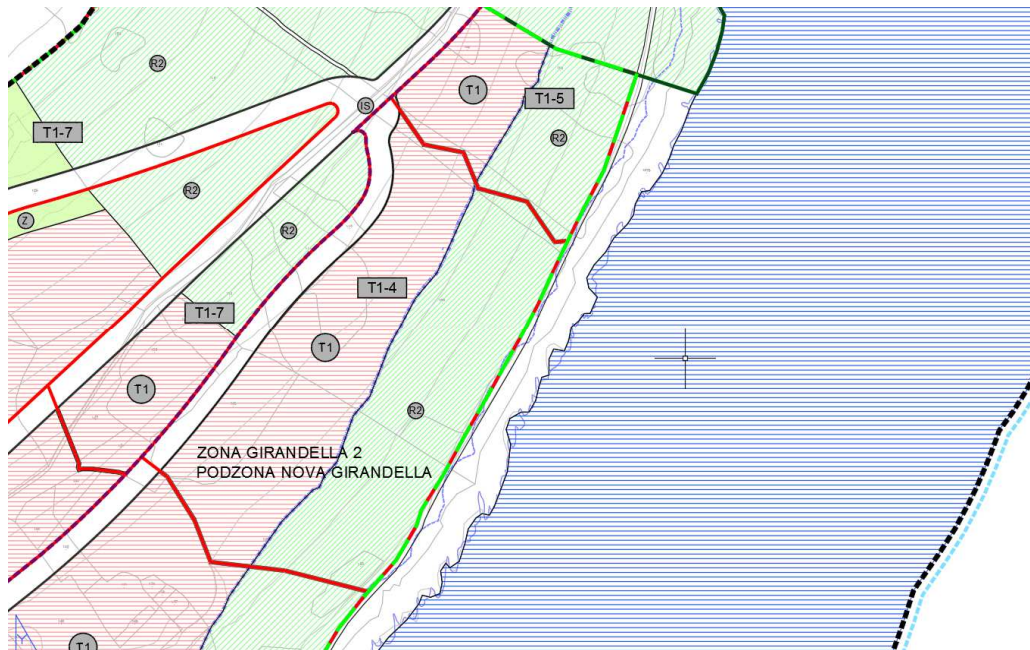 R2
T1
T1-5
IS
T1-7
R2
R2
Z
R2
T1-4
T1-7
T1
T1
R2
ZONA GIRANDELLA 2
PODZONA NOVA GIRANDELLA
T1